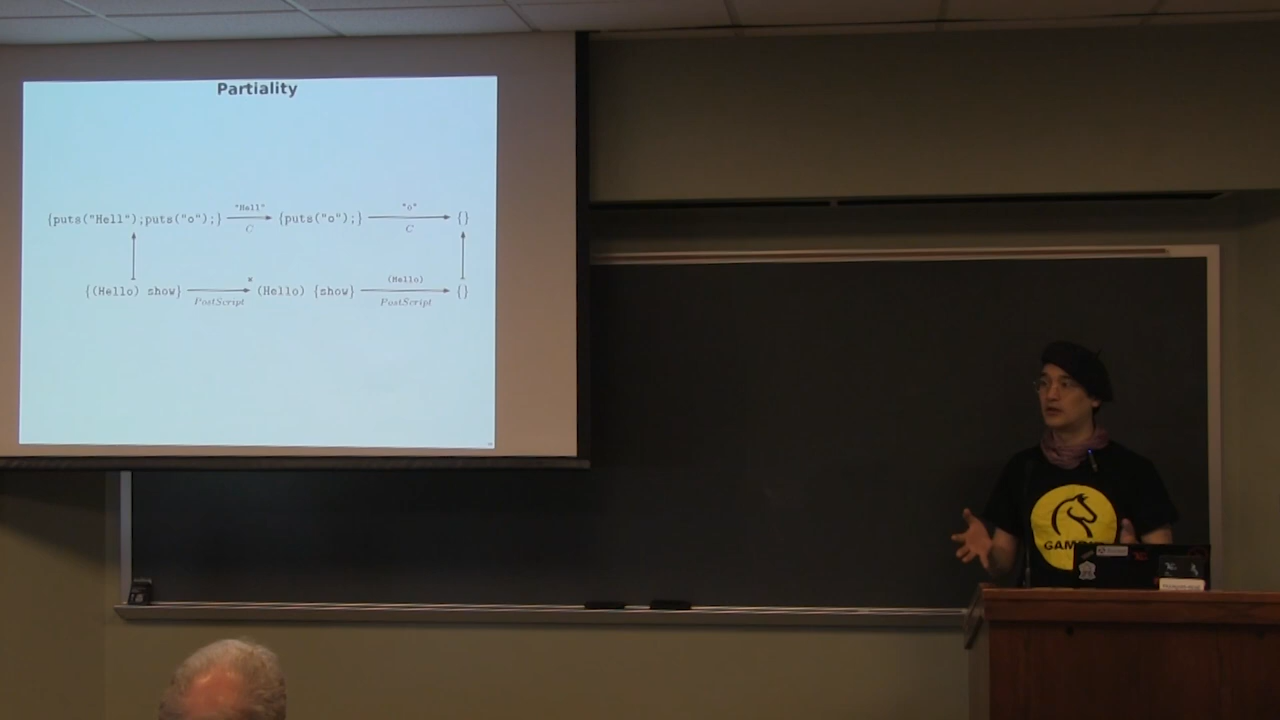 Partiality
"Hell" "o"
{puts("Hell");puts("o");} {puts("o");} {}
C C
* (Hello)
{(Hello) show} (Hello) {show} {}
PostScript PostScript